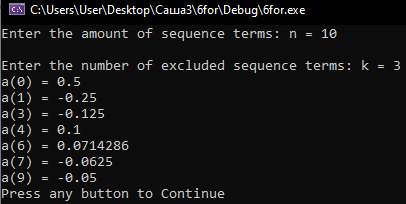 C:\Users\User\Desktop\Саша3\6for\Debug\6for.exe
Enter the amount of sequence terms: n = 10
Enter the number of excluded sequence terms: k = 3
a(0) = 0.5
a(1) = -0.25
a(3) = -0.125
a(4) = 0.1
a(6) = 0.0714286
a(7) = -0.0625
a(9) = -0.05
Press any button to Continue